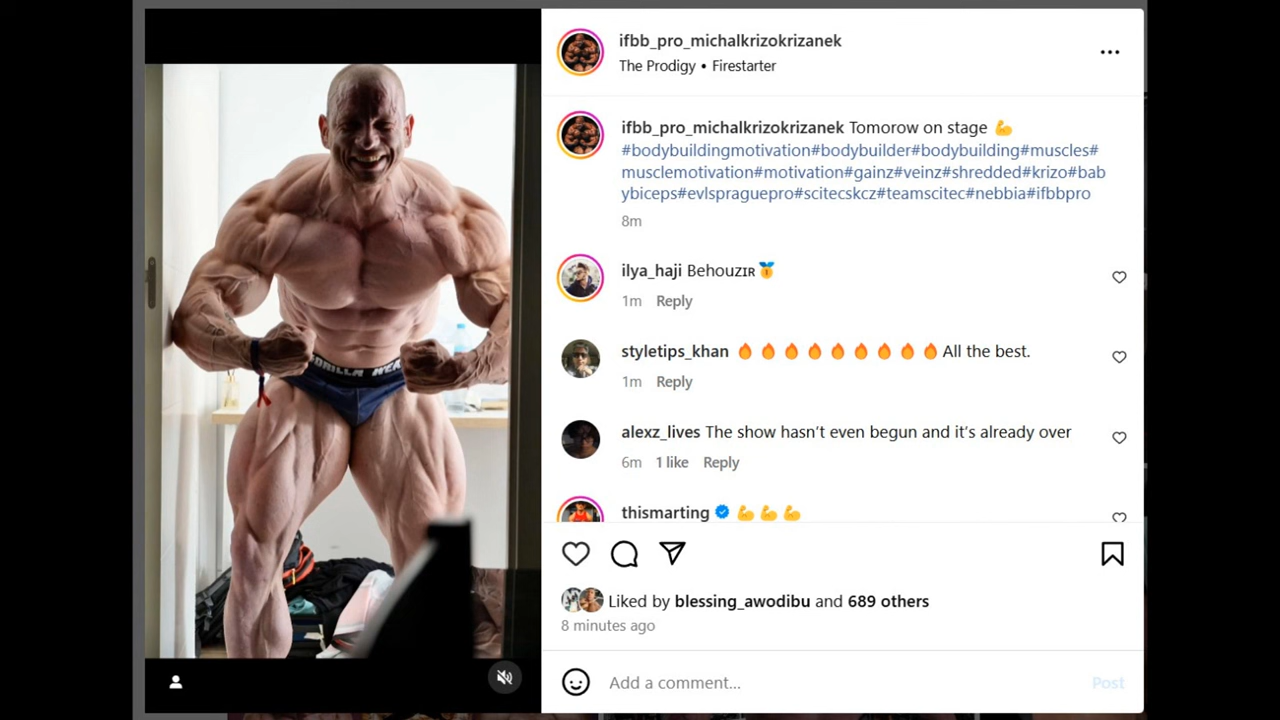 ifbb_pro_michalkrizokrizanek
The Prodigy • Firestarter
ifbb_pro_michalkrizokrizanek Tomorow on stage 💪
#bodybuildingmotivation#bodybuilder#bodybuilding#muscles#
musclemotivation#motivation#gainz#veinz#shredded#krizo#bab
ybiceps#evlspraguepro#scitecskcz#teamscitec#nebbia#ifbbpro
8m
ilya_haji Behouzɪʀ🥇
1m Reply
styletips_khan 🔥🔥🔥🔥🔥🔥🔥🔥🔥All the best.
1m Reply
alexz_lives The show hasn't even begun and it's already over
6m 1 like Reply
thismarting 💪💪💪
Liked by blessing_awodibu and 689 others
8 minutes ago
Add a comment...
Post